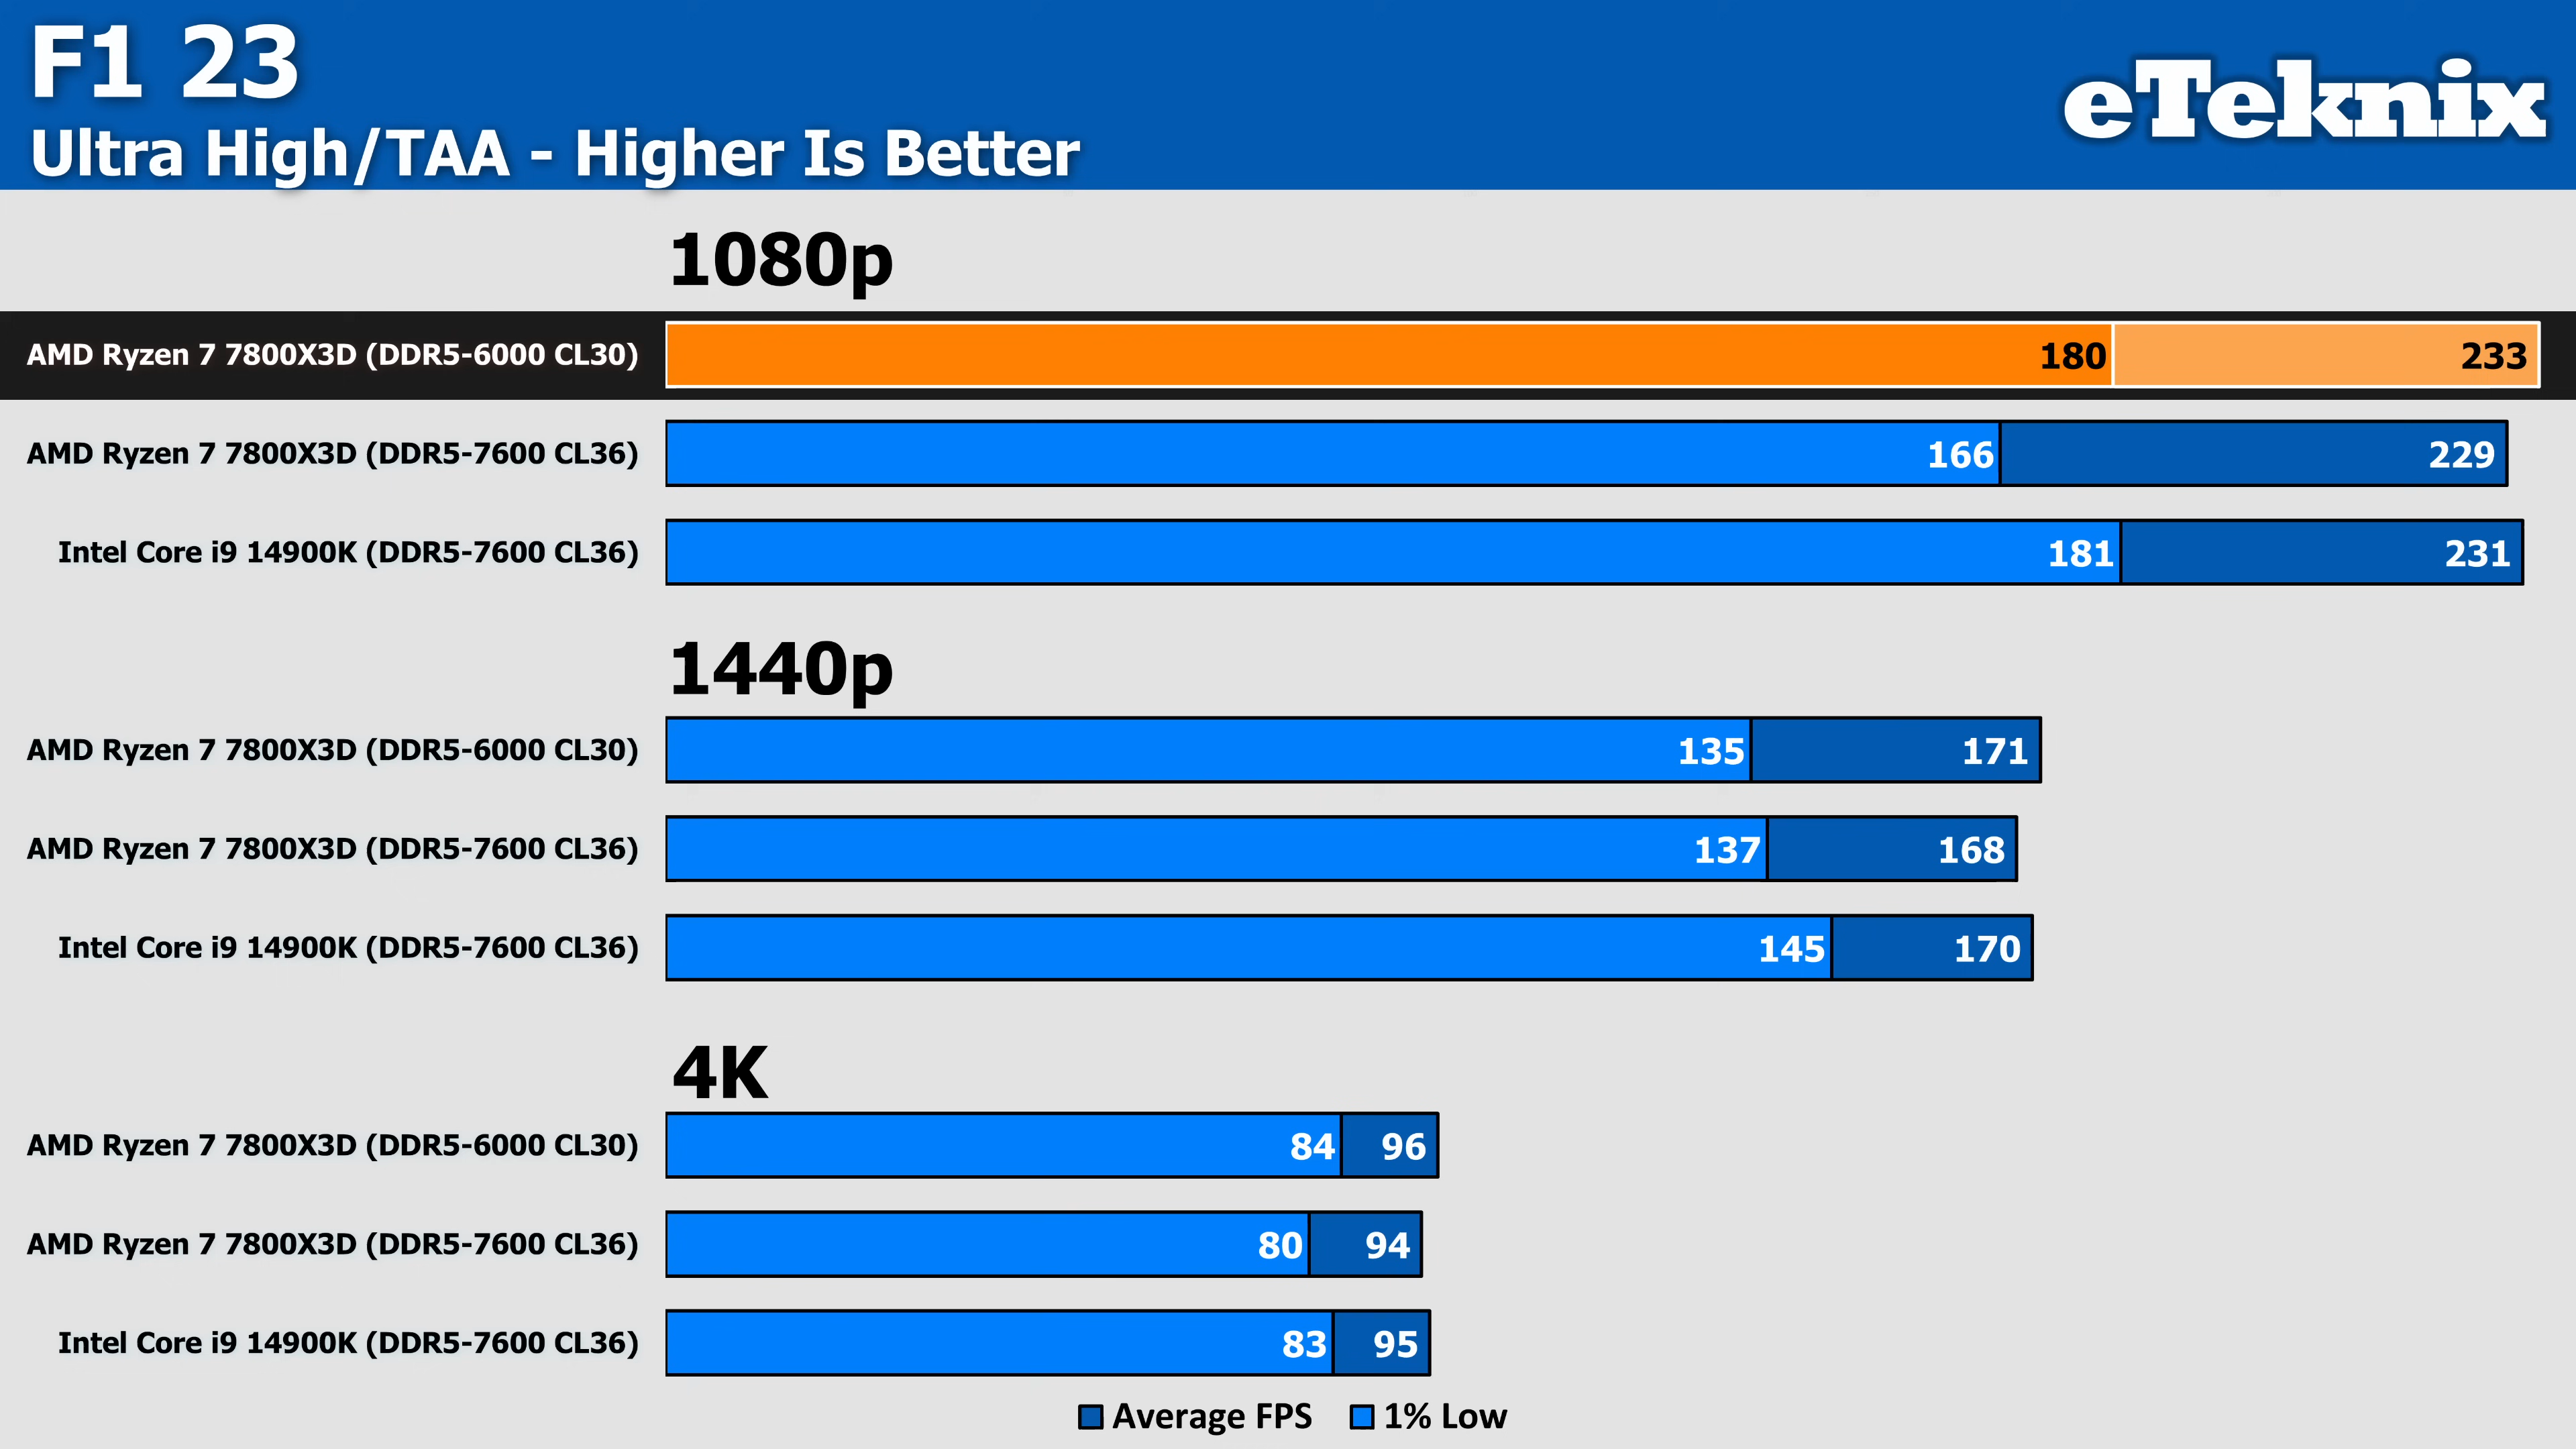 F1 23
eTeknix
Ultra High/TAA - Higher Is Better
1080p
AMD Ryzen 7 7800X3D (DDR5-6000 CL30) 180 233
AMD Ryzen 7 7800X3D (DDR5-7600 CL36) 166 229
Intel Core i9 14900K (DDR5-7600 CL36) 181 231
1440p
AMD Ryzen 7 7800X3D (DDR5-6000 CL30) 135 171
AMD Ryzen 7 7800X3D (DDR5-7600 CL36) 137 168
Intel Core i9 14900K (DDR5-7600 CL36) 145 170
4K
AMD Ryzen 7 7800X3D (DDR5-6000 CL30) 84 96
AMD Ryzen 7 7800X3D (DDR5-7600 CL36) 80 94
Intel Core i9 14900K (DDR5-7600 CL36) 83 95
Average FPS 1% Low